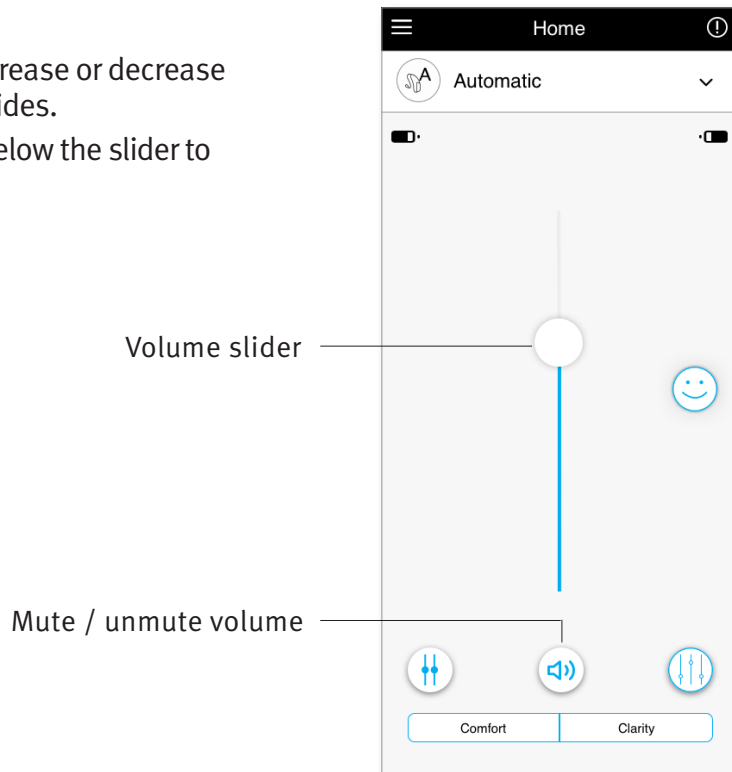 Home
rease or decrease
A
Automatic
ides.
elow the slider to
Volume slider
Mute / unmute volume
Comfort
Clarity